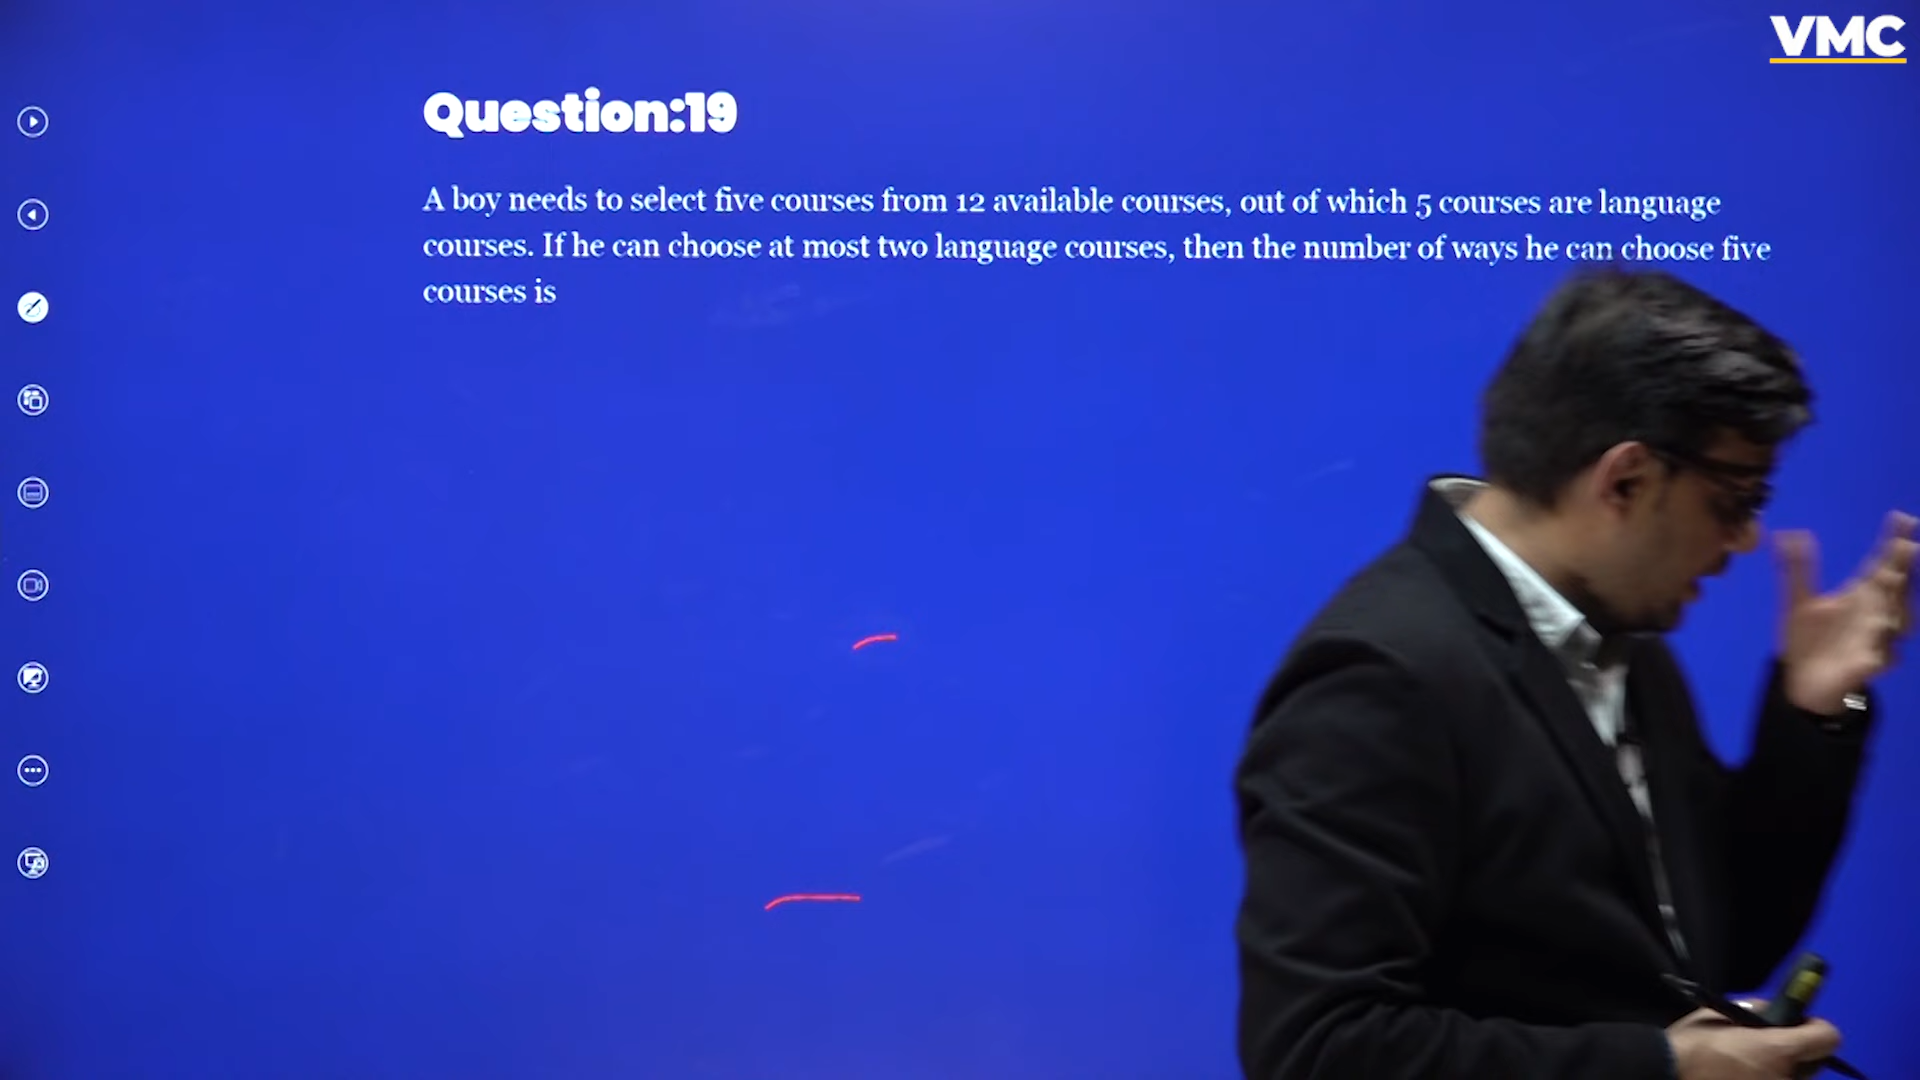 VMC
Question:19
A boy needs to select five courses from 12 available courses, out of which 5 courses are language
courses. If he can choose at most two language courses, then the number of ways he can choose five
courses is